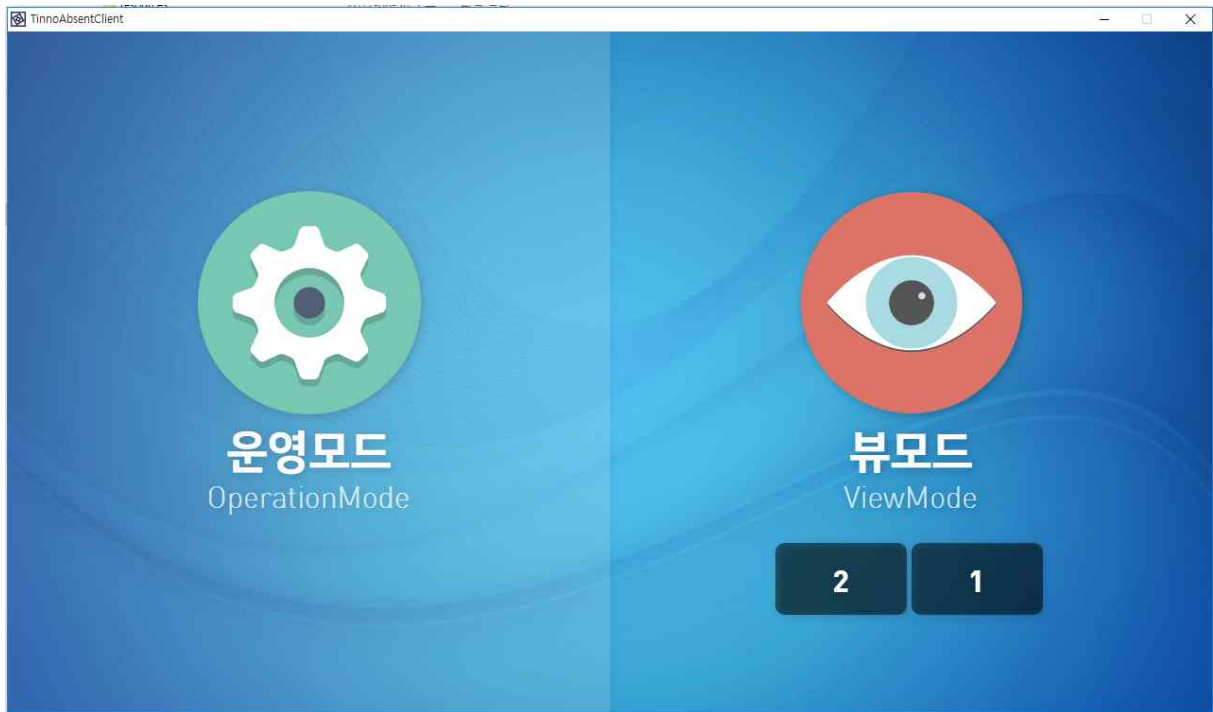 TinnoAbsentClient
운영모드
OperationMode
뷰모드
ViewMode
2 1